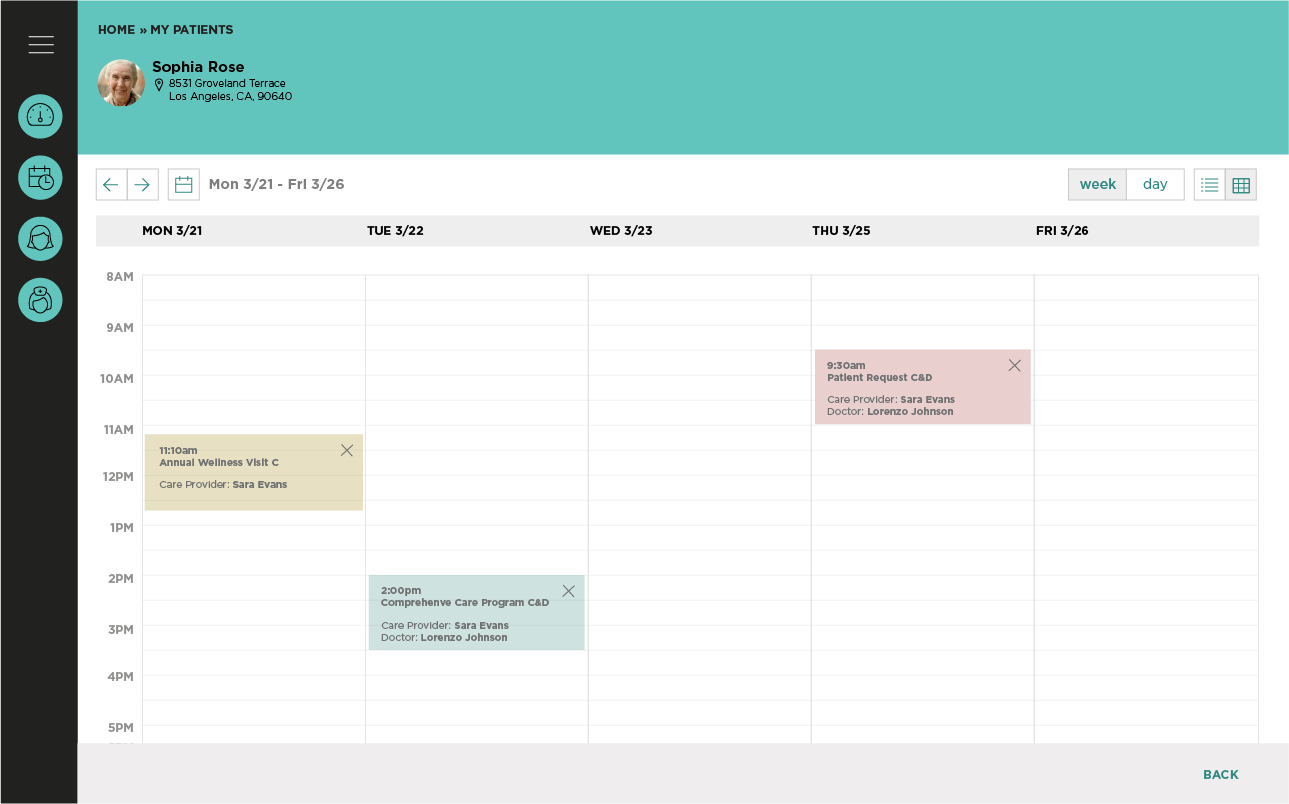 HOME » MY PATIENTS
Sophia Rose
8531 Groveland Terrace
Los Angeles, CA, 90640
Mon 3/21 - Fri 3/26
week
day
MON 3/21
TUE 3/22
WED 3/23
THU 3/25
FRI 3/26
8AM
9AM
10AM
11AM
12PM
1PM
2PM
3PM
4PM
5PM
11:10am
Annual Wellness Visit C
Care Provider: Sara Evans
2:00pm
Comprehenve Care Program C&D
Care Provider: Sara Evans
Doctor: Lorenzo Johnson
9:30am
Patient Request C&D
Care Provider: Sara Evans
Doctor: Lorenzo Johnson
BACK